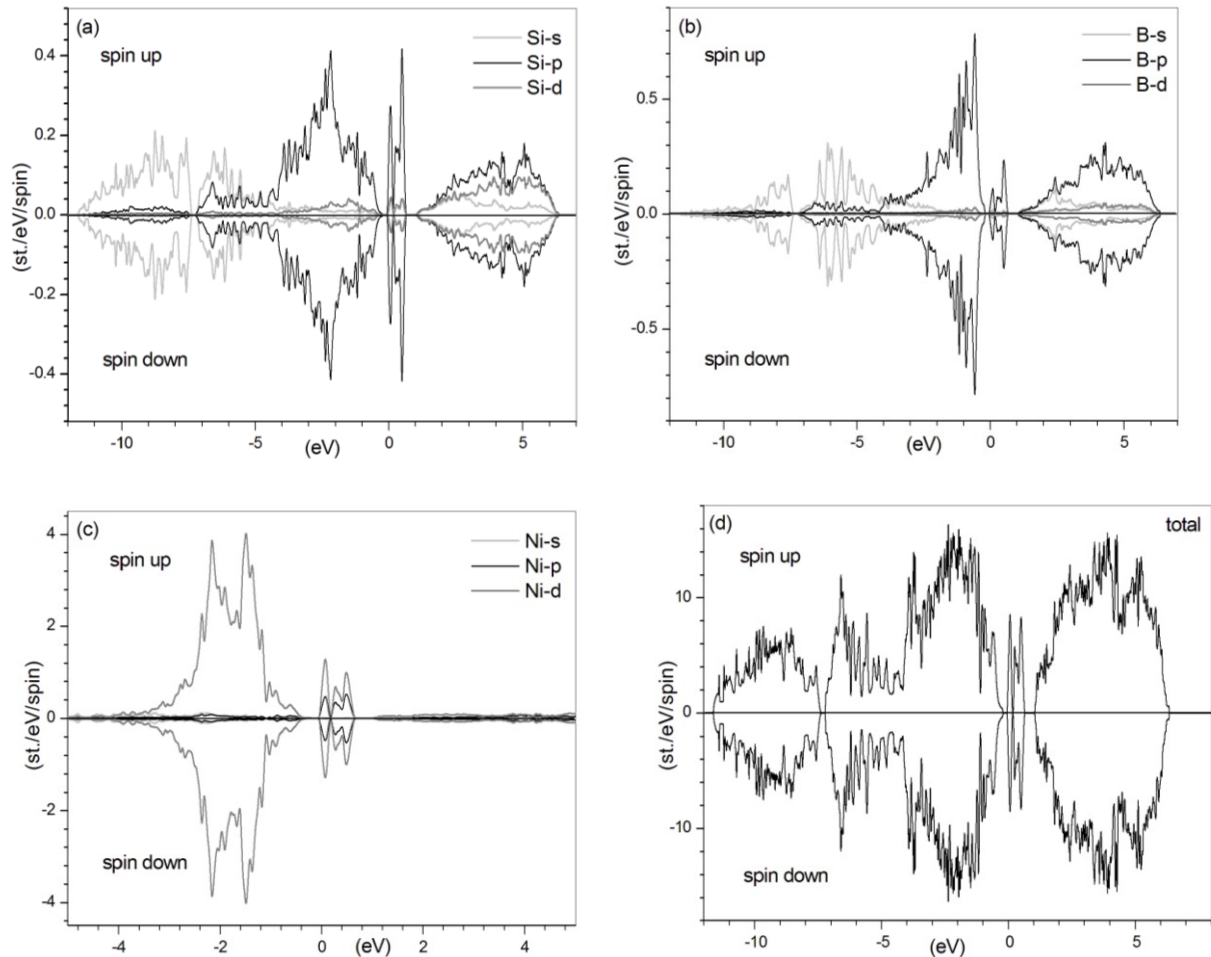 (a)
spin up
Si-s
Si-p
Si-d
0.4
0.2
0.0
-0.2
-0.4
(st./eV/spin)
spin down
-10
-5
0
5
(eV)
(b)
spin up
B-s
B-p
B-d
0.5
0.0
-0.5
(st./eV/spin)
spin down
-10
-5
0
5
(eV)
(c)
spin up
Ni-s
Ni-p
Ni-d
4
2
0
-2
-4
(st./eV/spin)
spin down
-4
-2
0
2
4
(eV)
(d)
total
spin up
10
0
-10
(st./eV/spin)
spin down
-10
-5
0
5
(eV)